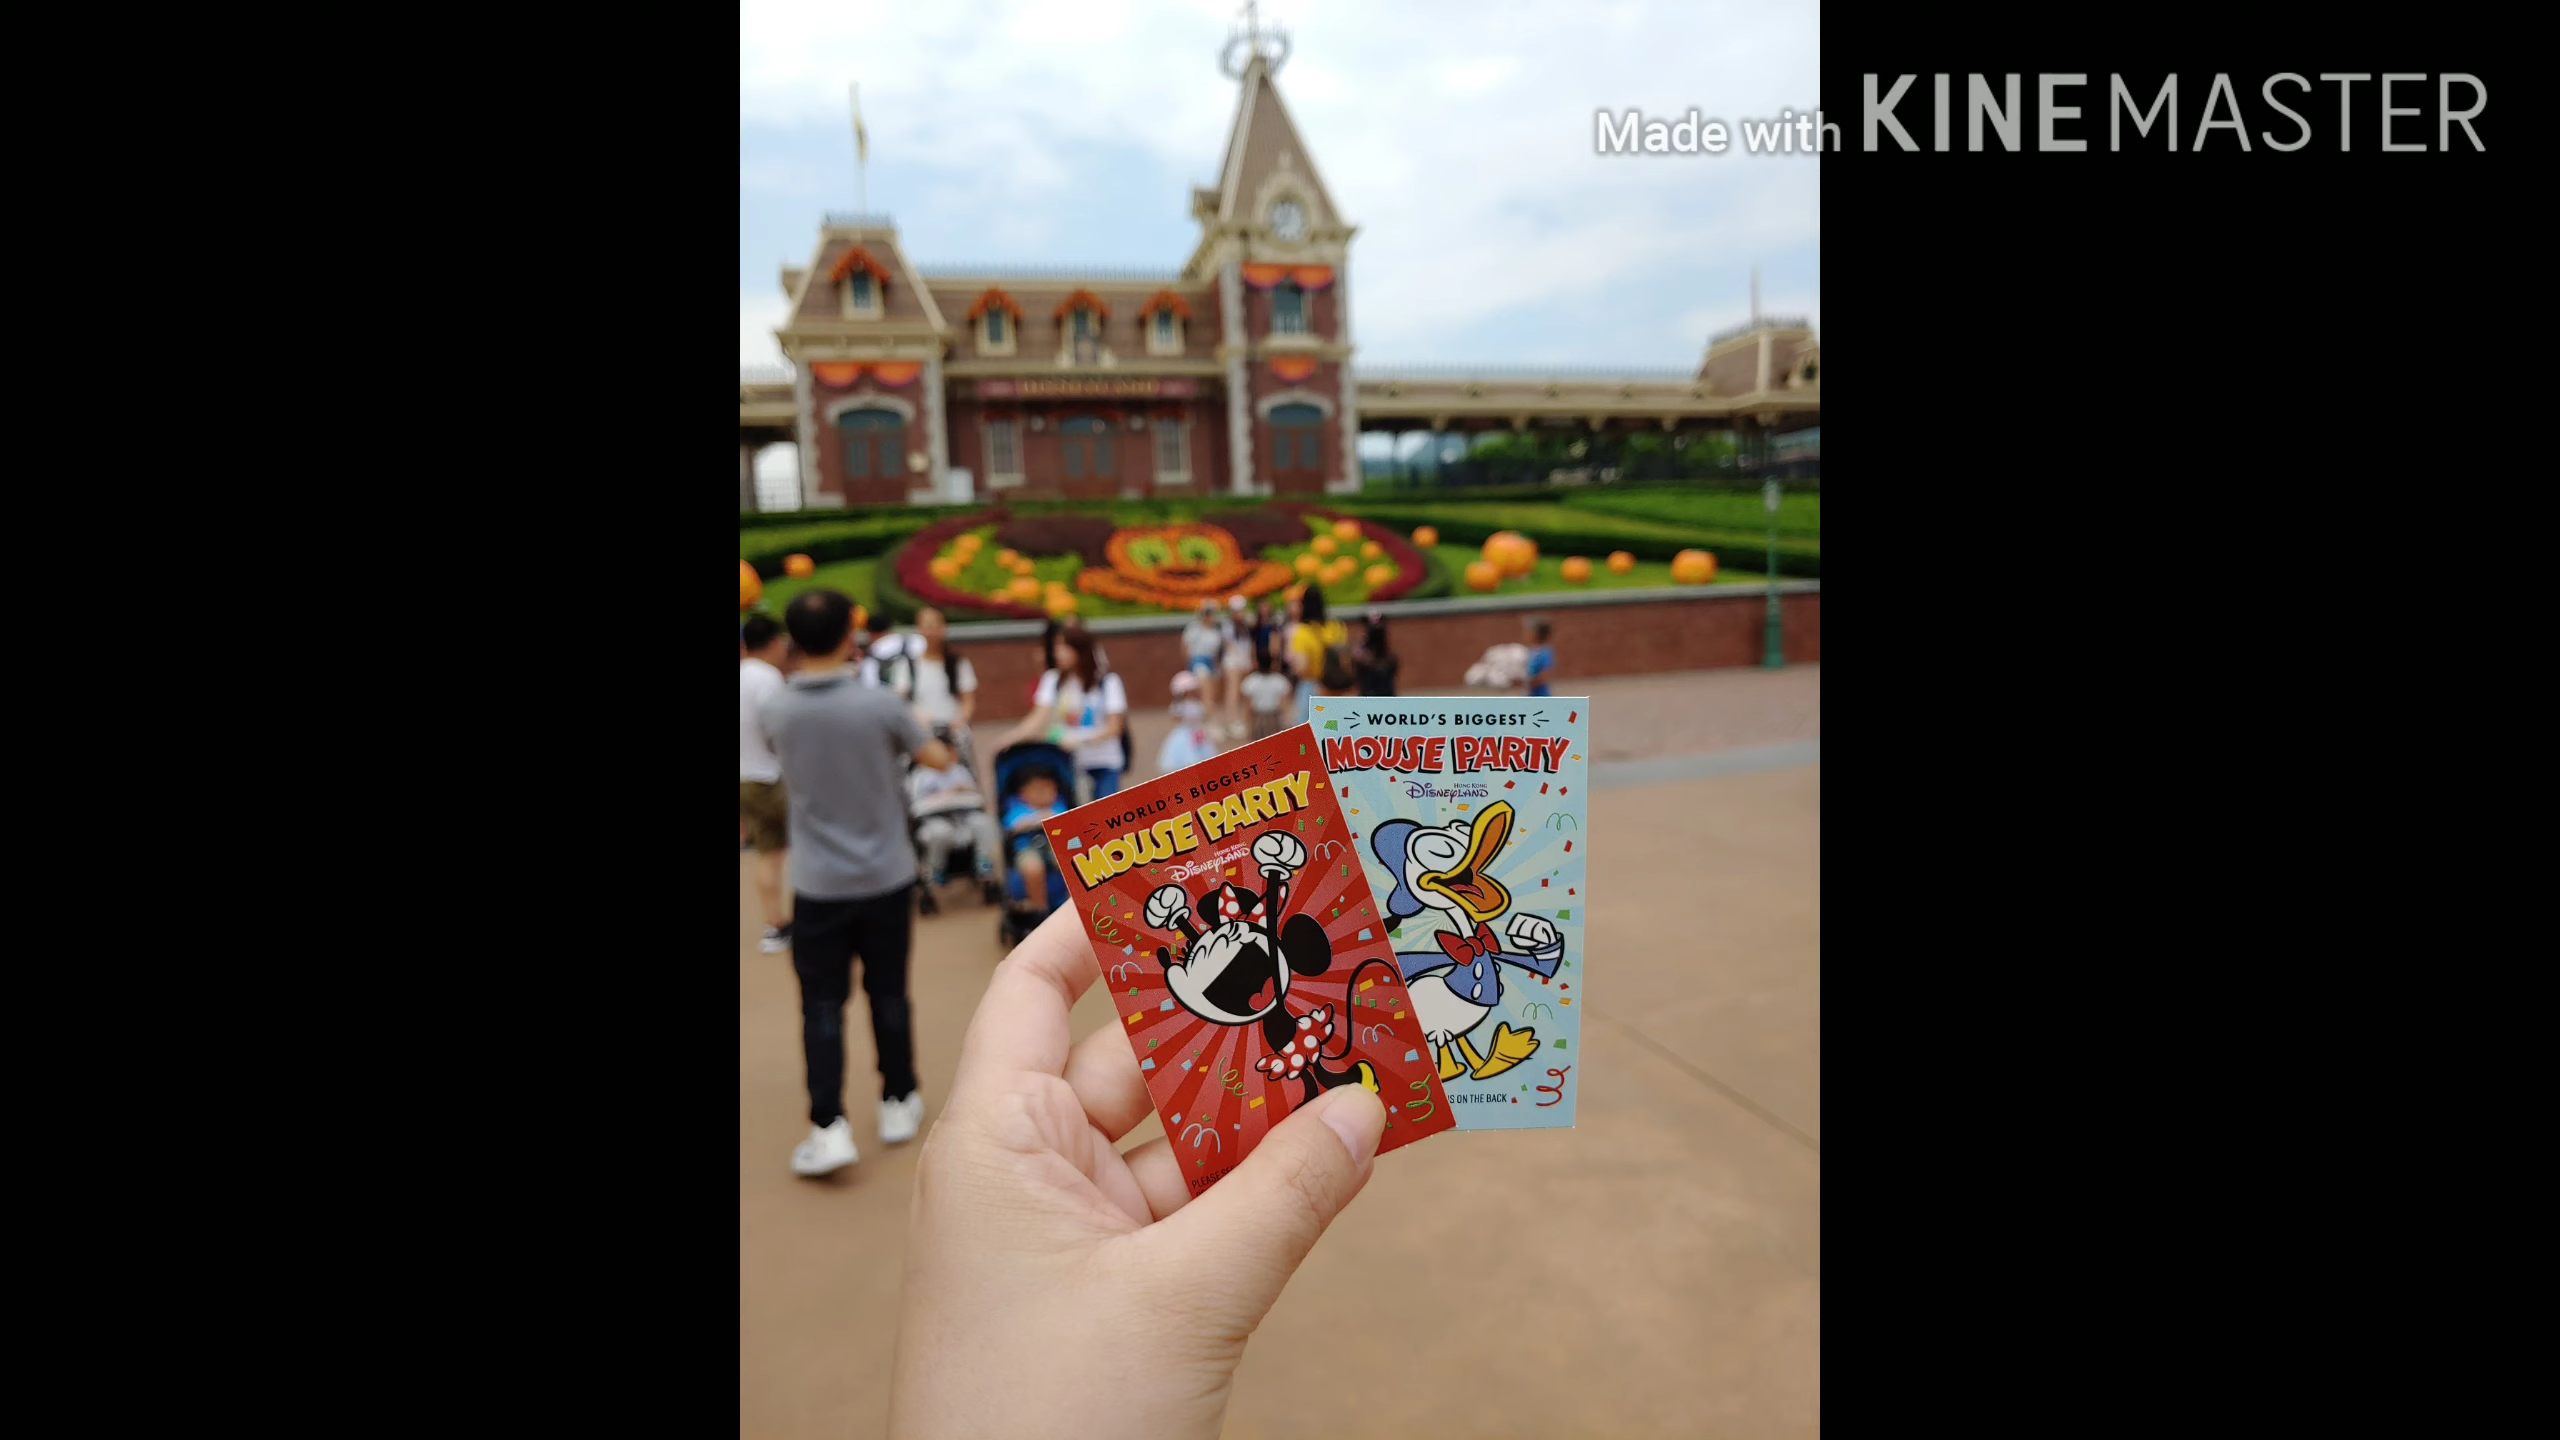 Made with KINEMASTER
WORLD'S BIGGEST
MOUSE PARTY
HONG KONG
DISNEYLAND
WORLD'S BIGGEST
MOUSE PARTY
HONG KONG
DISNEYLAND
S ON THE BACK
PLEASE